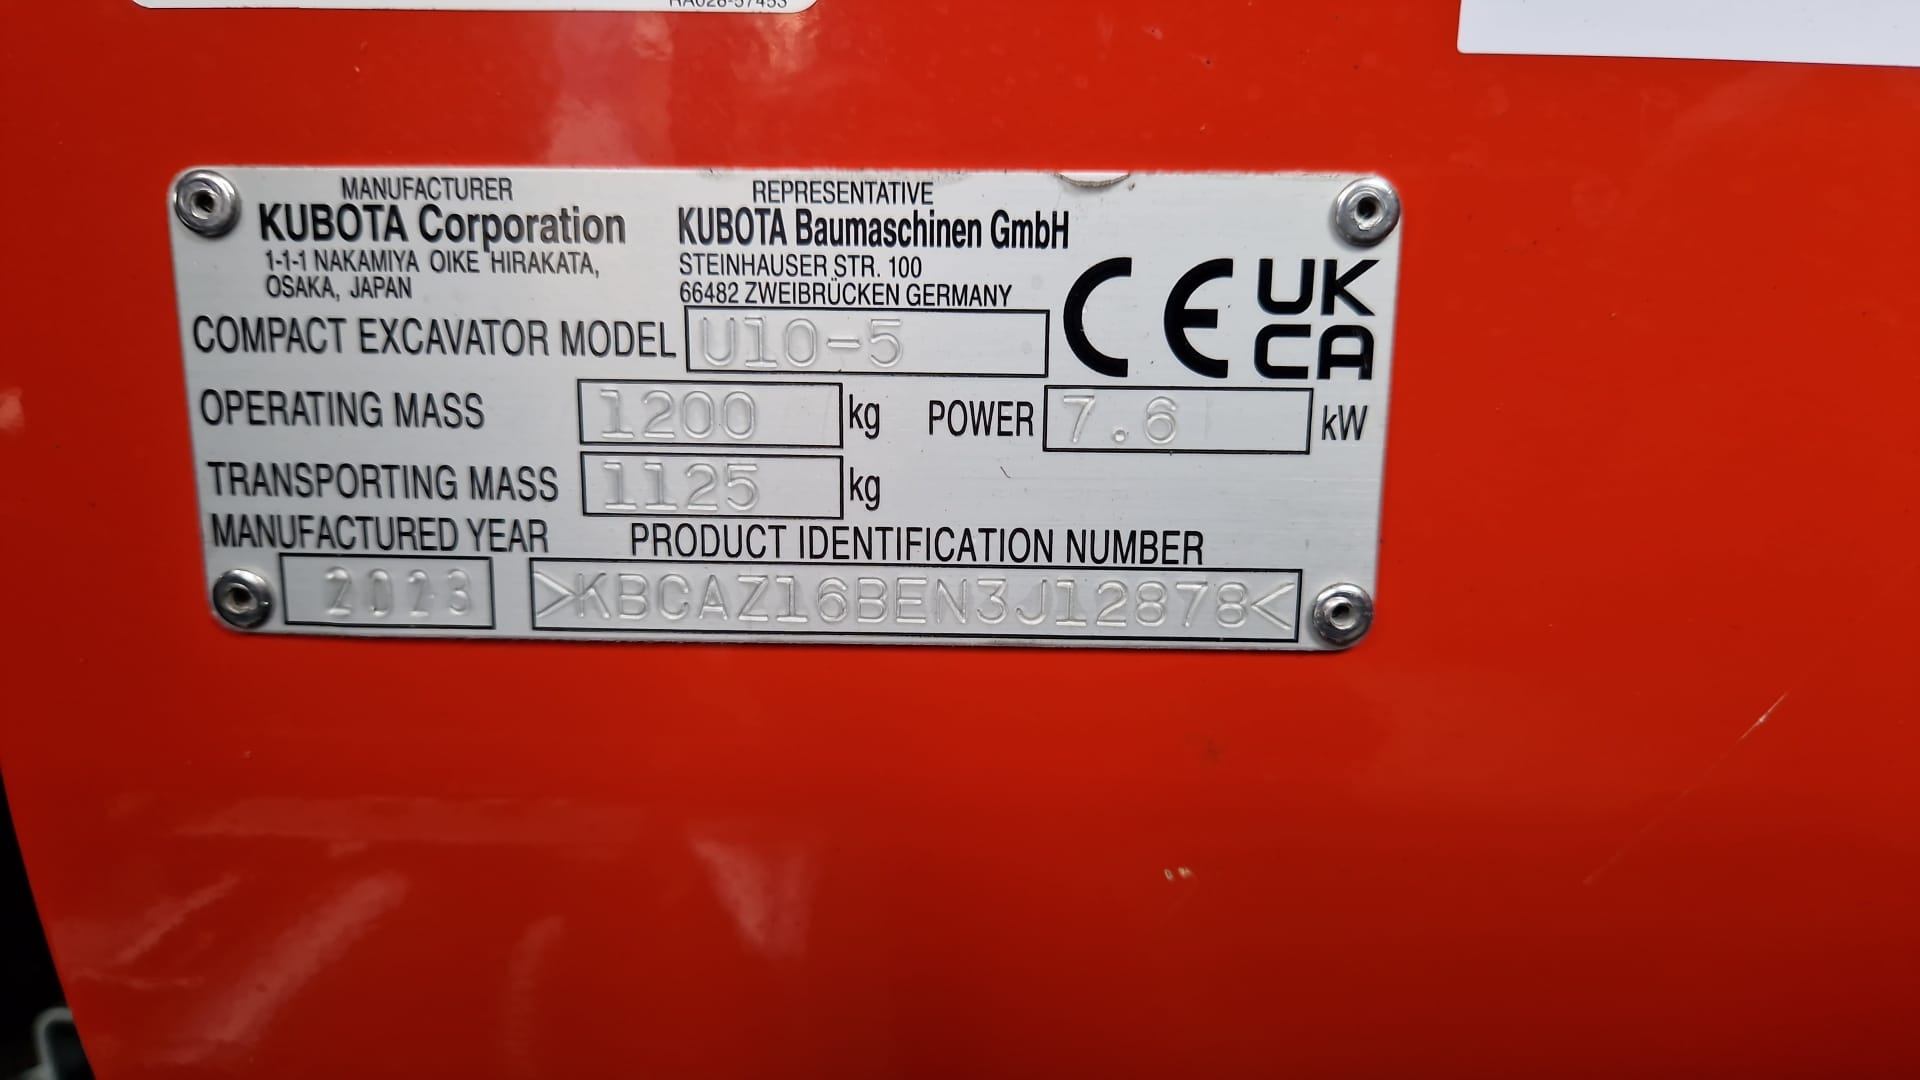 RA028-57453
MANUFACTURER
KUBOTA Corporation
1-1-1 NAKAMIYA OIKE HIRAKATA,
OSAKA, JAPAN
REPRESENTATIVE
KUBOTA Baumaschinen GmbH
STEINHAUSER STR. 100
66482 ZWEIBRÜCKEN GERMANY
CE UK CA
COMPACT EXCAVATOR MODEL U10-5
OPERATING MASS 1200 kg POWER 7.6 kW
TRANSPORTING MASS 1125 kg
MANUFACTURED YEAR PRODUCT IDENTIFICATION NUMBER
2023 >KBCAZ16BEN3J12878<